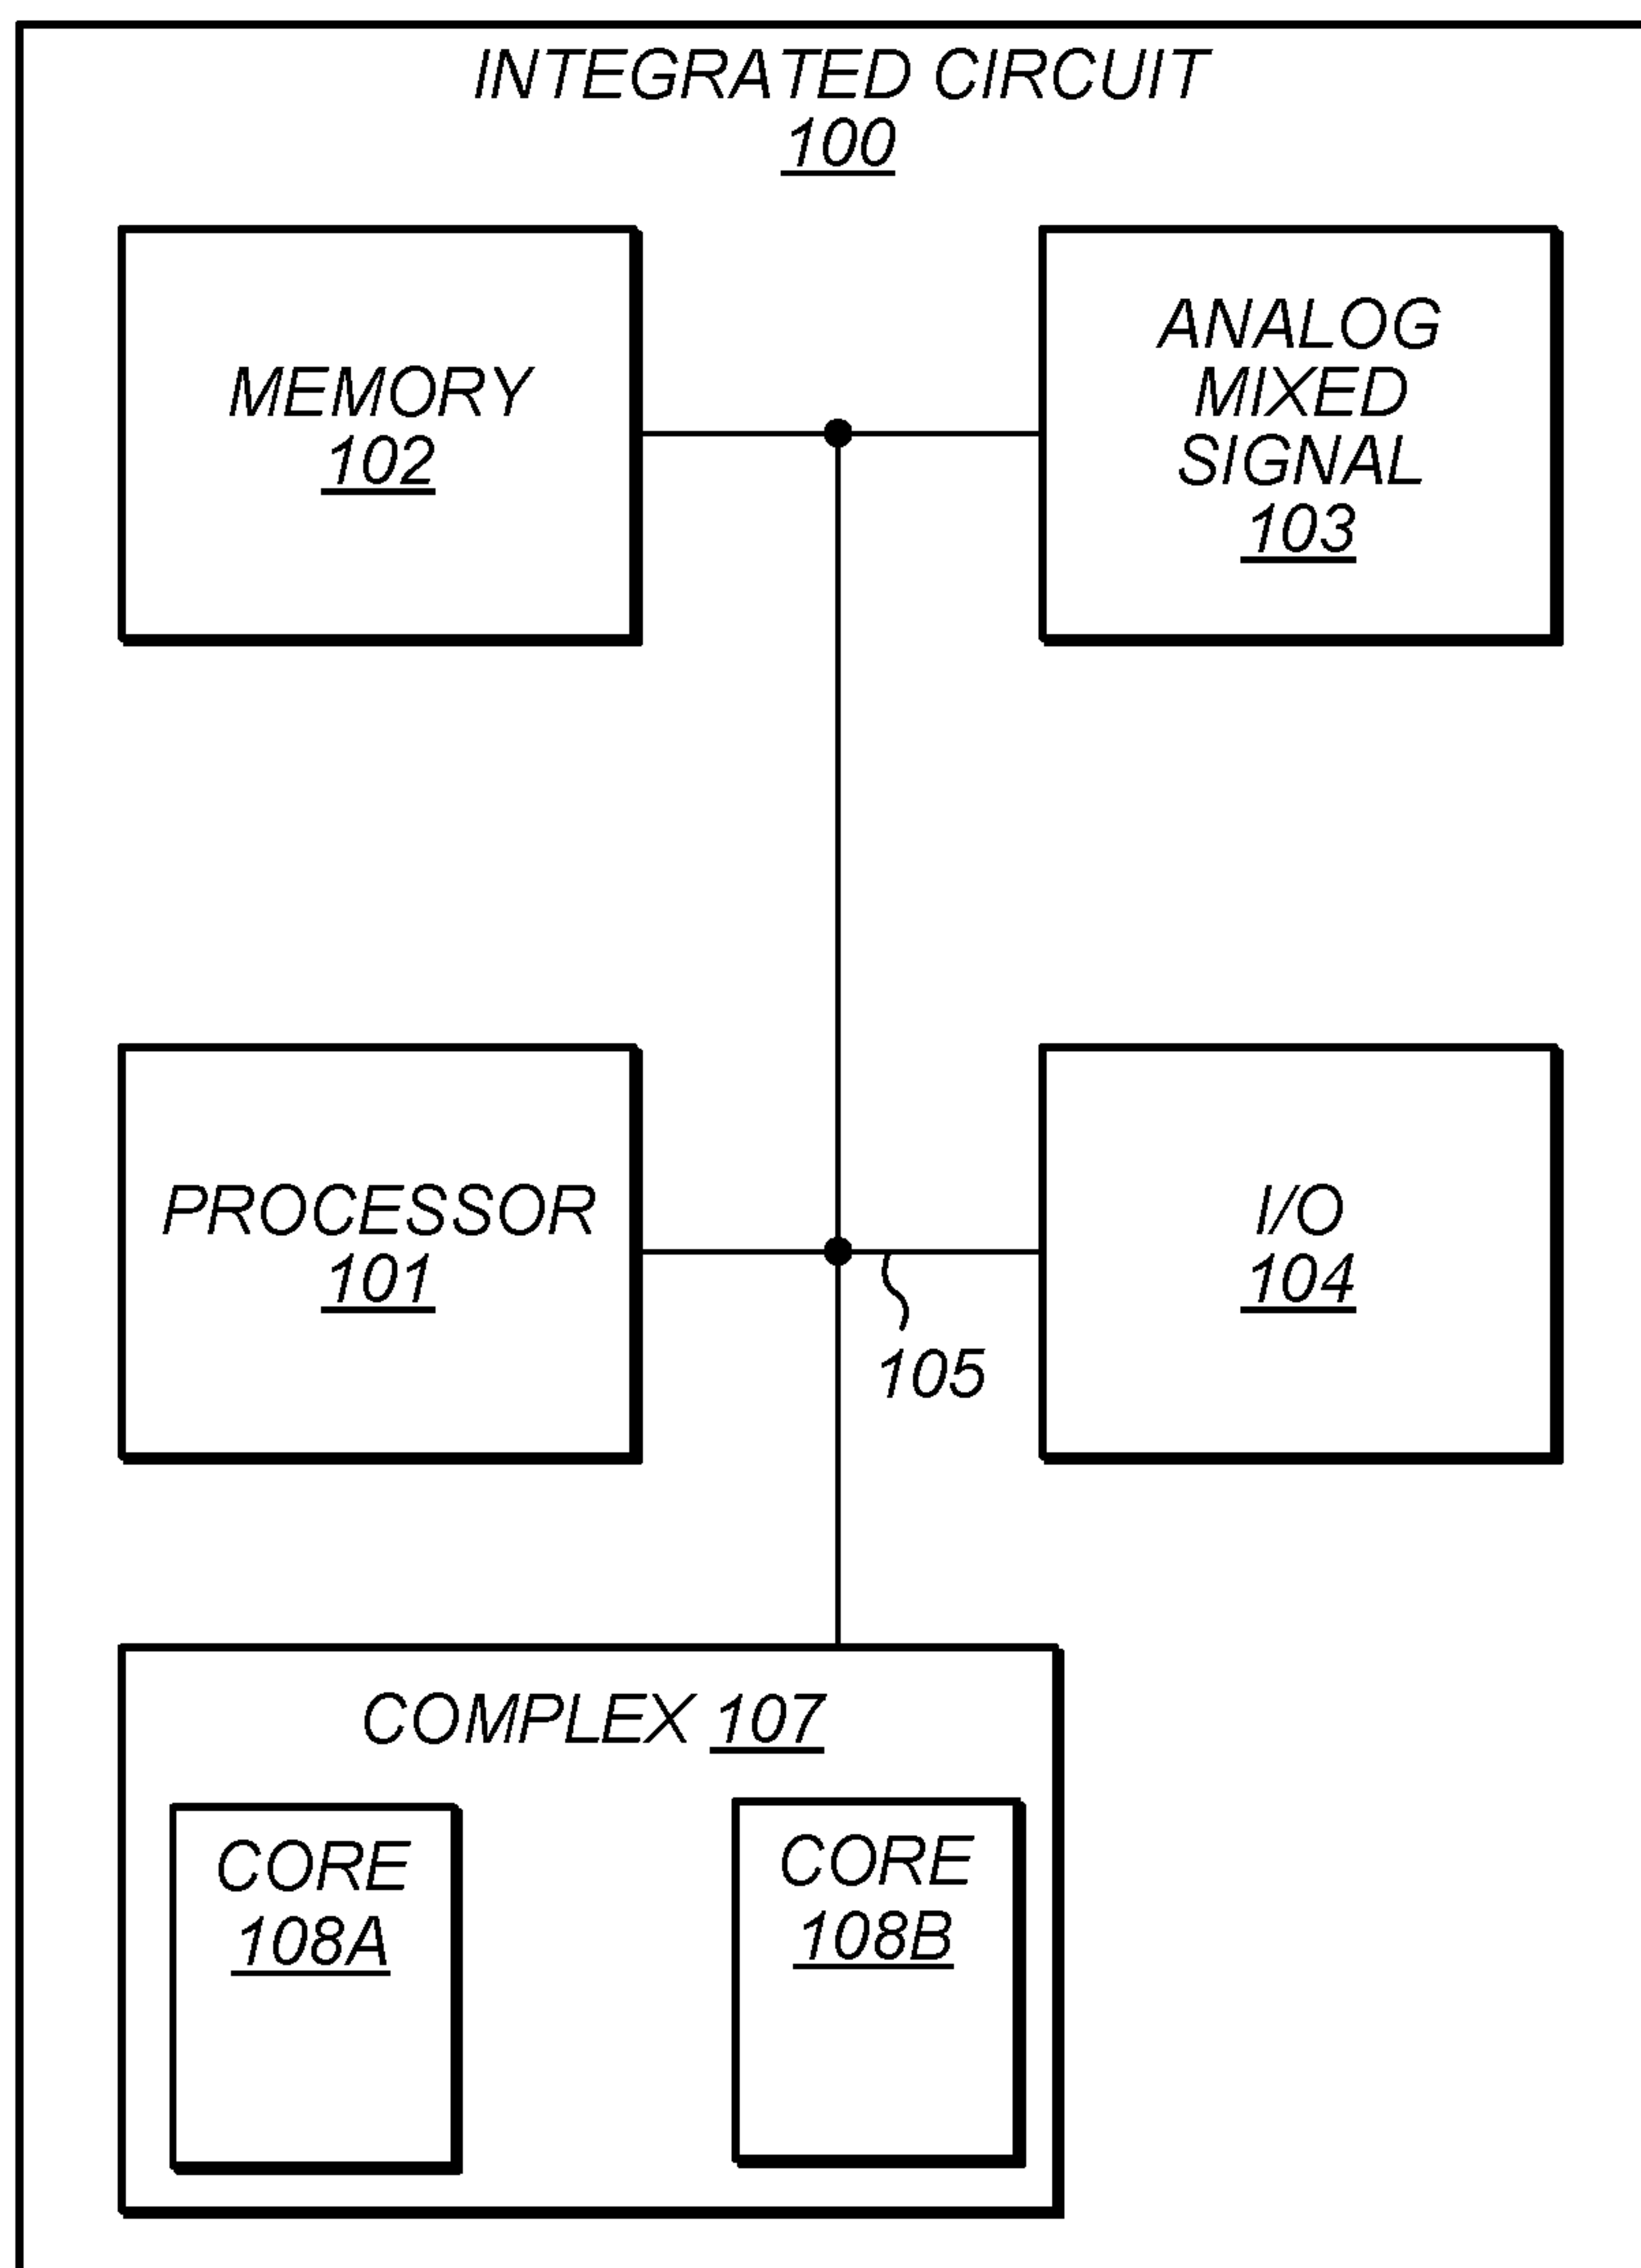 INTEGRATED CIRCUIT
100
MEMORY
102
ANALOG
MIXED
SIGNAL
103
PROCESSOR
101
I/O
104
105
COMPLEX 107
CORE
108A
CORE
108B